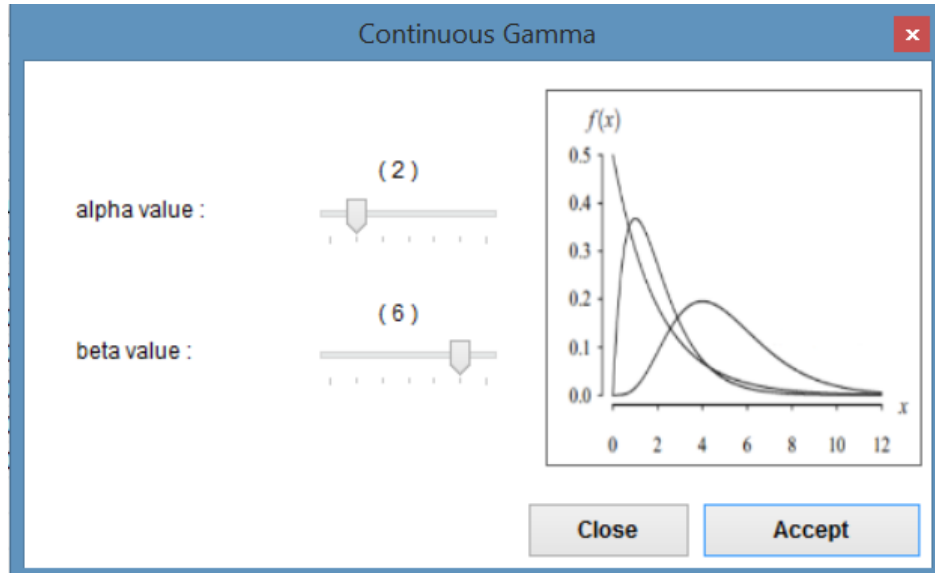 Continuous Gamma
x
( 2 )
alpha value :
( 6 )
beta value :
f(x)
0.5
0.4
0.3
0.2
0.1
0.0
x
0 2 4 6 8 10 12
Close
Accept